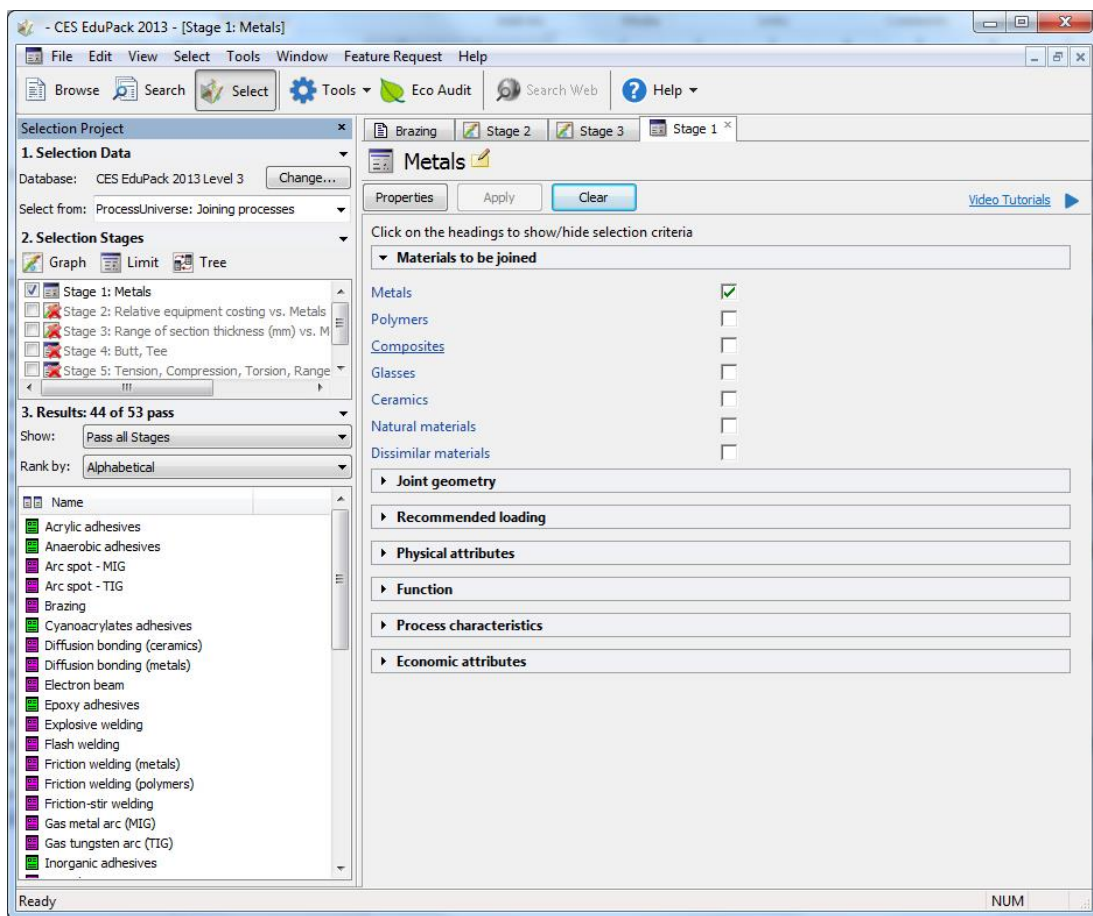 - CES EduPack 2013 - [Stage 1: Metals]
File Edit View Select Tools Window Feature Request Help
Browse Search Select Tools Eco Audit Search Web Help
Selection Project
1. Selection Data
Database: CES EduPack 2013 Level 3 Change...
Select from: ProcessUniverse: Joining processes
2. Selection Stages
Graph Limit Tree
Stage 1: Metals
Stage 2: Relative equipment costing vs. Metals
Stage 3: Range of section thickness (mm) vs. M
Stage 4: Butt, Tee
Stage 5: Tension, Compression, Torsion, Range
3. Results: 44 of 53 pass
Show: Pass all Stages
Rank by: Alphabetical
Name
Acrylic adhesives
Anaerobic adhesives
Arc spot - MIG
Arc spot - TIG
Brazing
Cyanoacrylates adhesives
Diffusion bonding (ceramics)
Diffusion bonding (metals)
Electron beam
Epoxy adhesives
Explosive welding
Flash welding
Friction welding (metals)
Friction welding (polymers)
Friction-stir welding
Gas metal arc (MIG)
Gas tungsten arc (TIG)
Inorganic adhesives
Brazing Stage 2 Stage 3 Stage 1
Metals
Properties Apply Clear Video Tutorials
Click on the headings to show/hide selection criteria
Materials to be joined
Metals
Polymers
Composites
Glasses
Ceramics
Natural materials
Dissimilar materials
Joint geometry
Recommended loading
Physical attributes
Function
Process characteristics
Economic attributes
Ready NUM